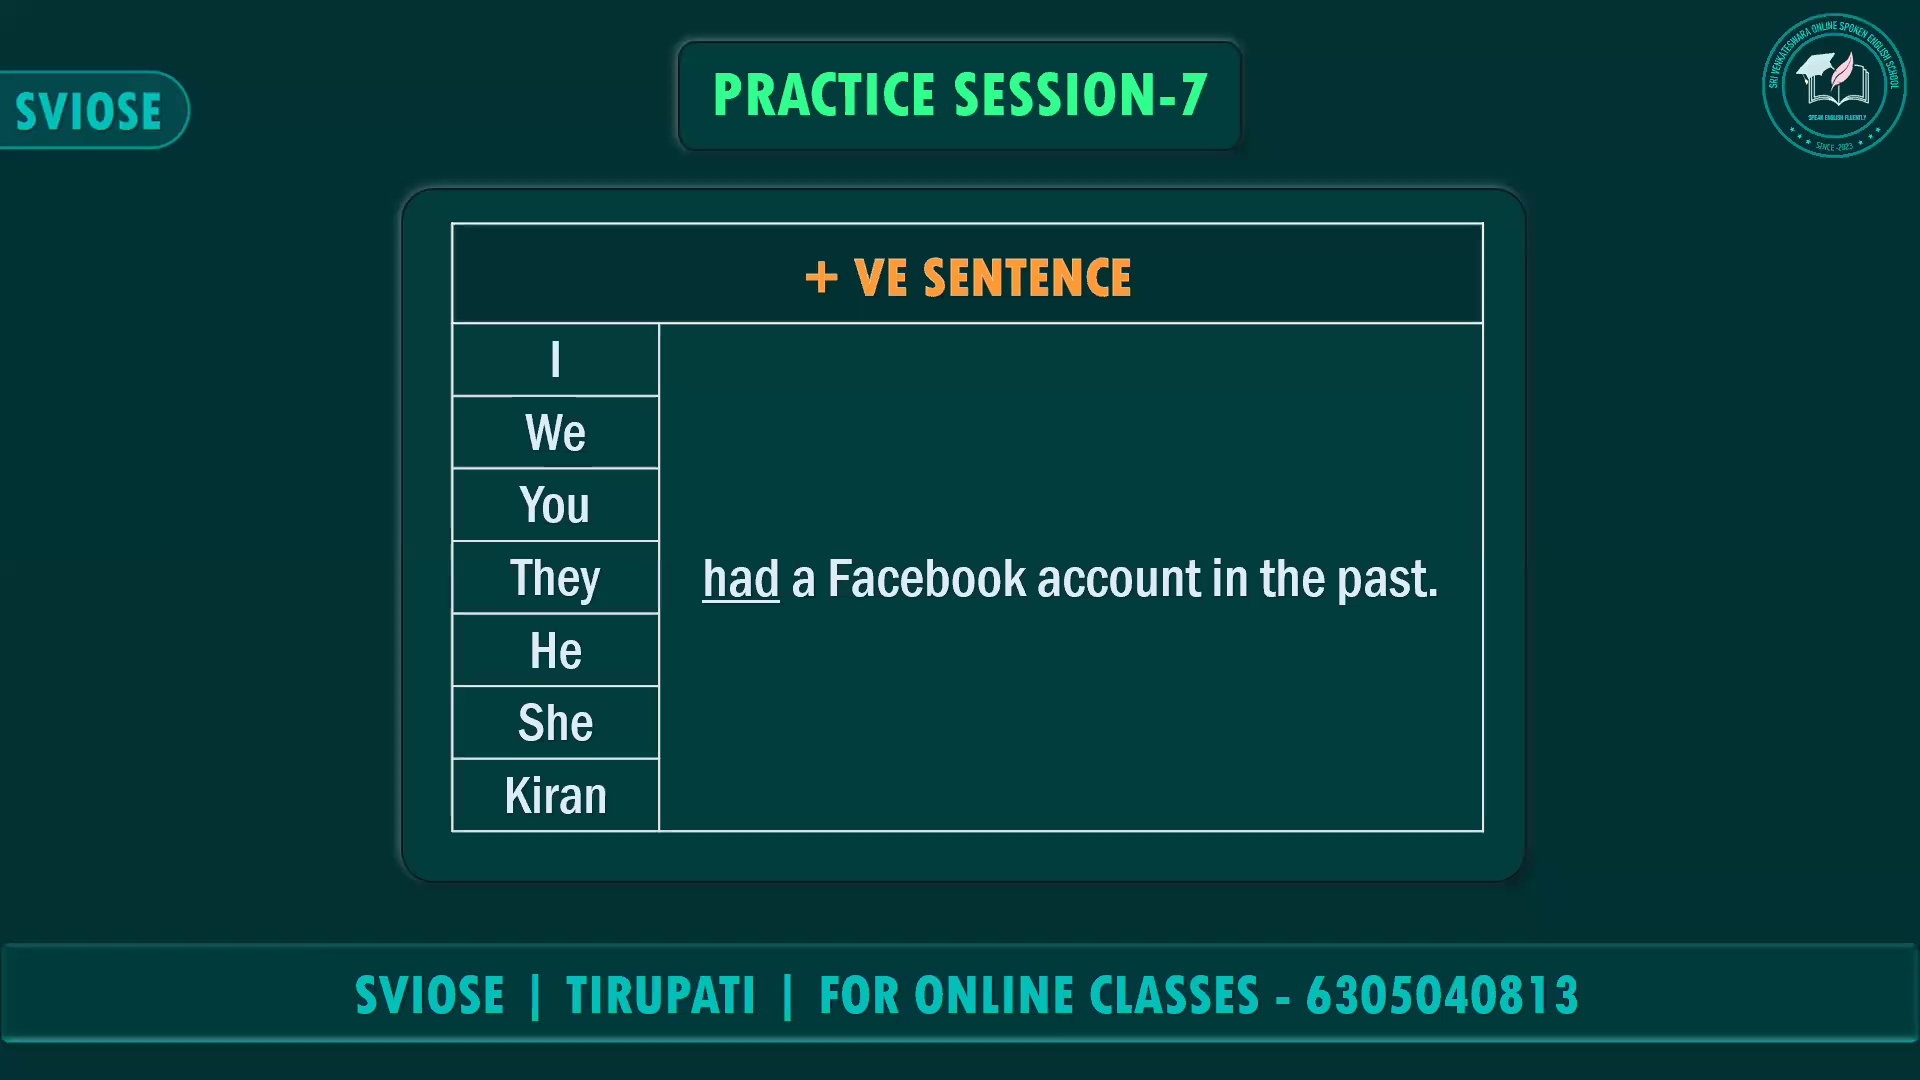 PRACTICE SESSION-7
SVIOSE
SRI VENKATESWARA ONLINE SPOKEN ENGLISH SCHOOL
SPEAK ENGLISH FLUENTLY
SINCE -2023
+ VE SENTENCE
I
We
You
They
had a Facebook account in the past.
He
She
Kiran
SVIOSE | TIRUPATI | FOR ONLINE CLASSES - 6305040813